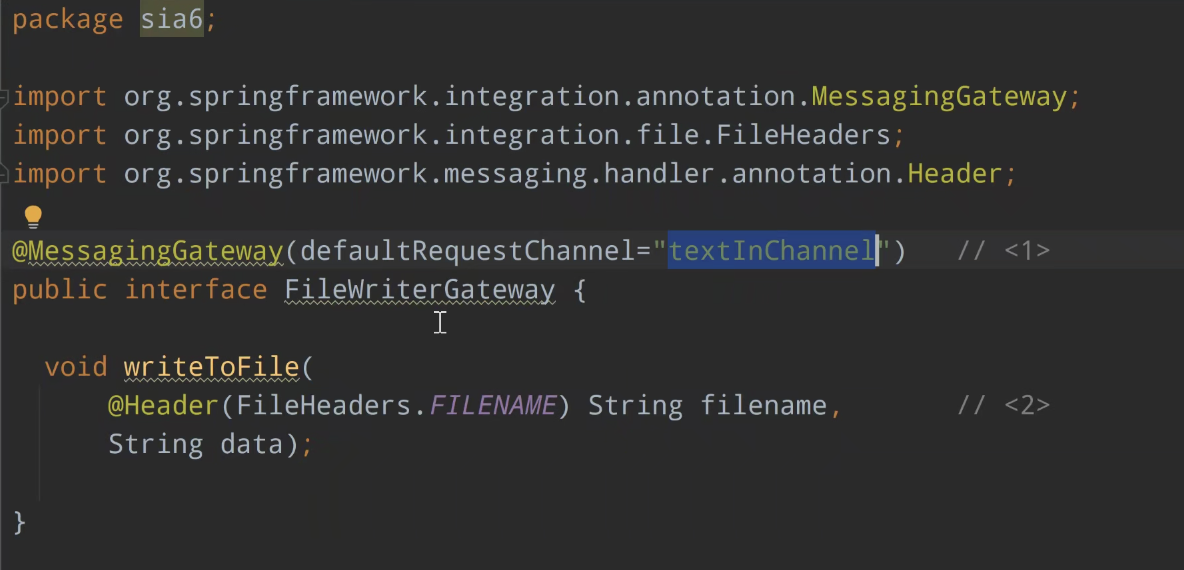 package sia6;
import org.springframework.integration.annotation.MessagingGateway;
import org.springframework.integration.file.FileHeaders;
import org.springframework.messaging.handler.annotation.Header;
@MessagingGateway(defaultRequestChannel="textInChannel")   // <1>
public interface FileWriterGateway {
  void writeToFile(
      @Header(FileHeaders.FILENAME) String filename,       // <2>
      String data);
}